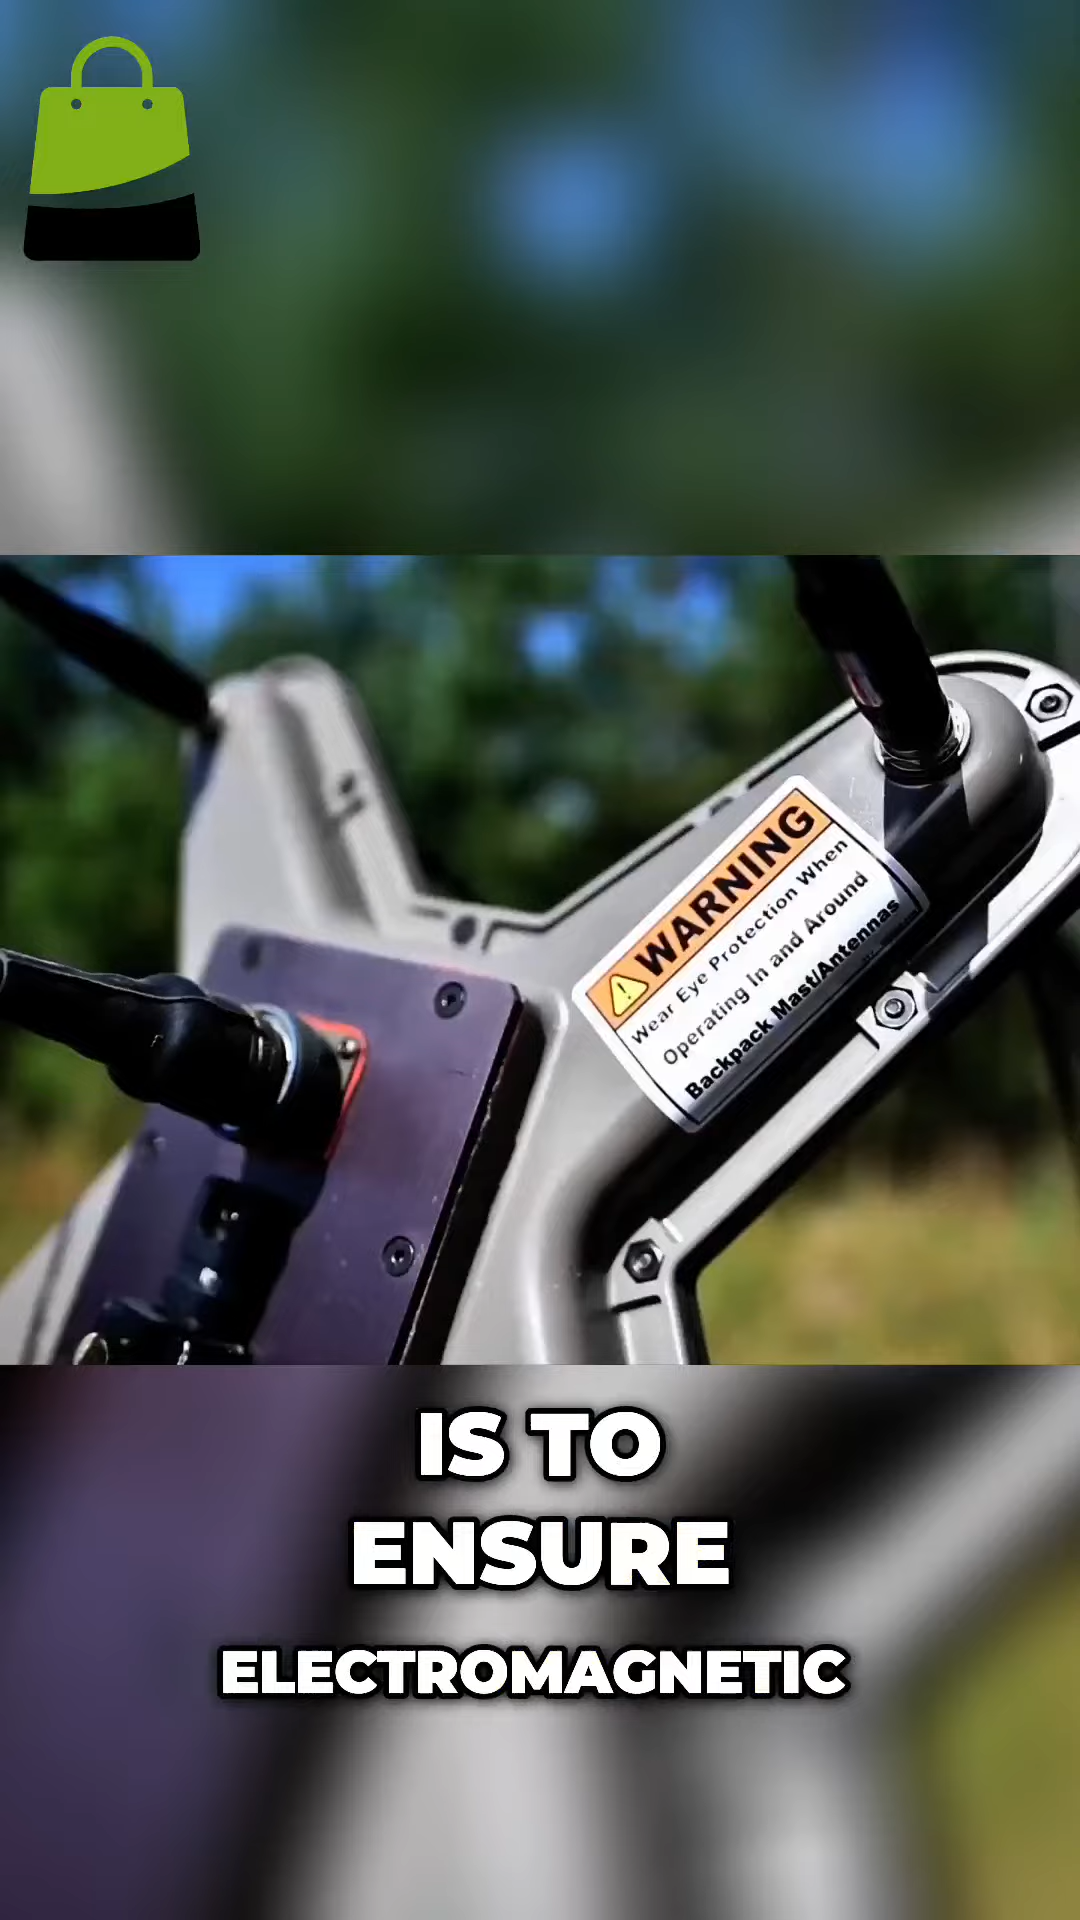 WARNING
Wear Eye Protection When
Operating In and Around
Backpack Mast/Antennas
IS TO
ENSURE
ELECTROMAGNETIC